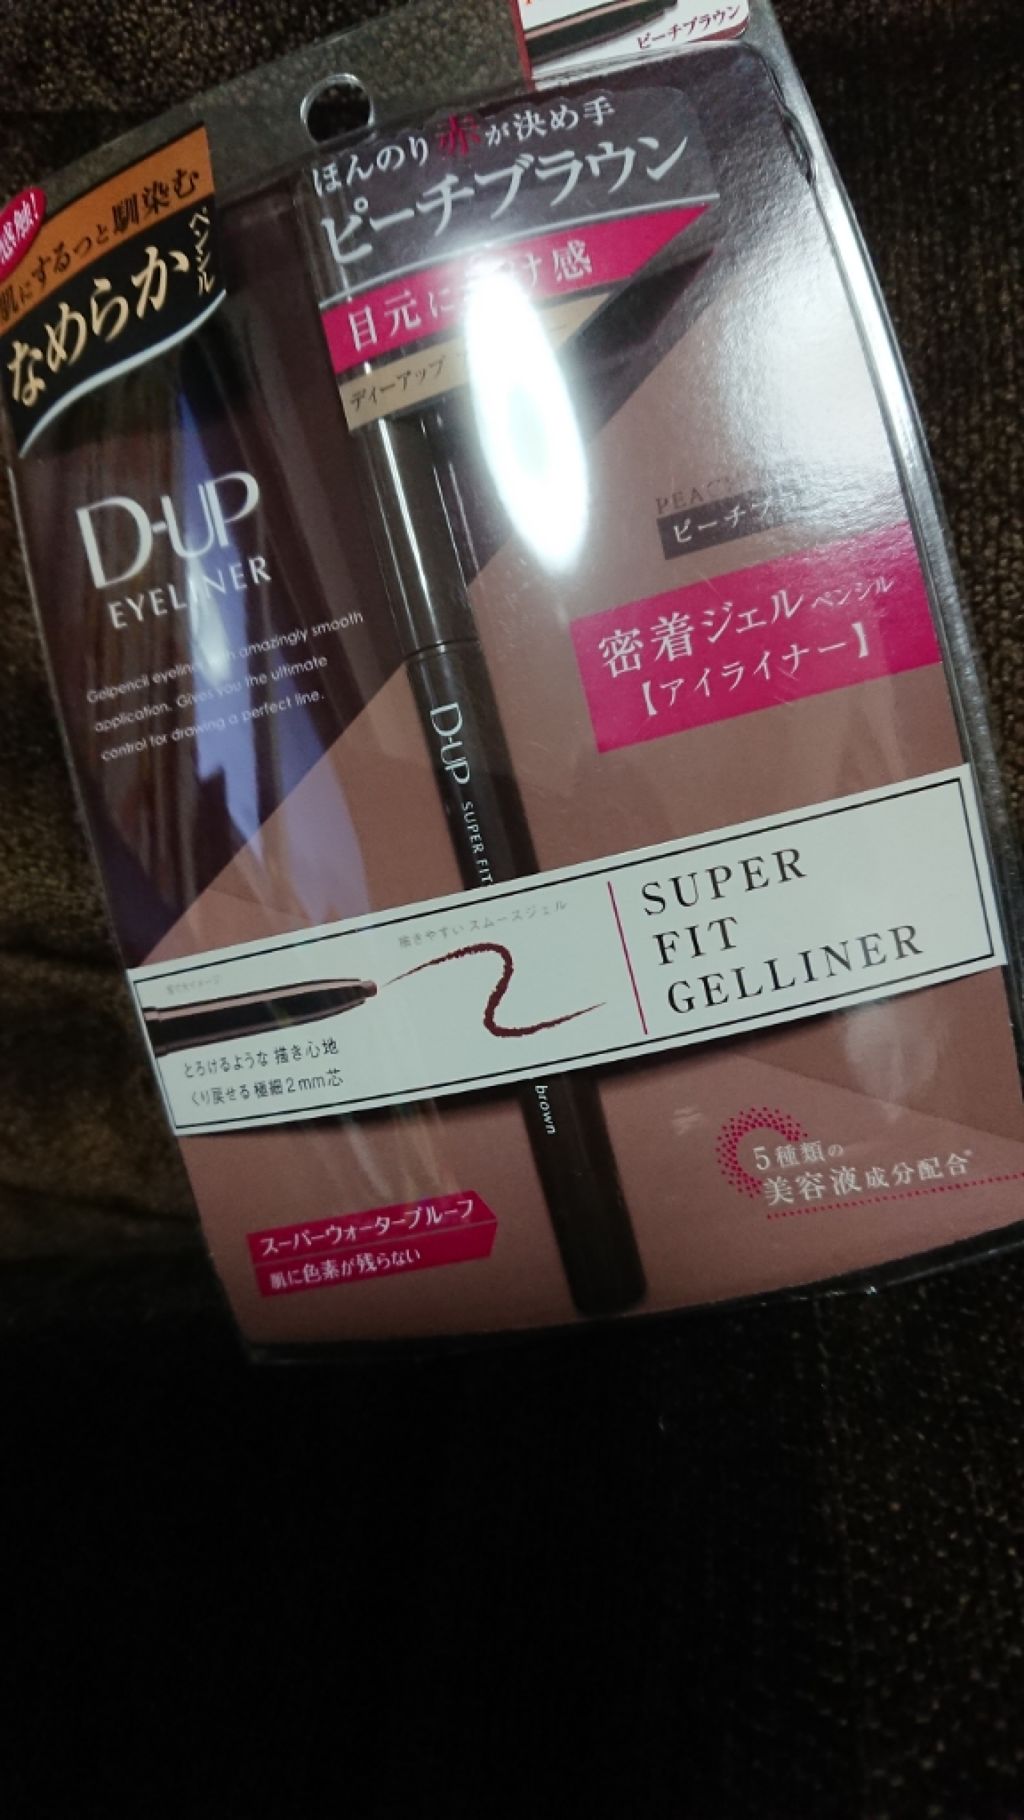 ピーチブラウン
ほんのり赤が決め手
ピーチブラウン
肌にするっと馴染む
なめらか
ペンシル
目元に
け感
ディーアップ
D-UP
EYELINER
Gelpencil eyeliner amazingly smooth
application. Gives you the ultimate
control for drawing a perfect line.
ピーチブ
密着ジェルペンシル
【アイライナー】
D-UP SUPER FIT
描きやすい スムースジェル
SUPER
FIT
GELLINER
とろけるような 描き心地
くり戻せる 極細2mm芯
brown
5種類の
美容液成分配合*
スーパーウォータープルーフ
肌に色素が残らない